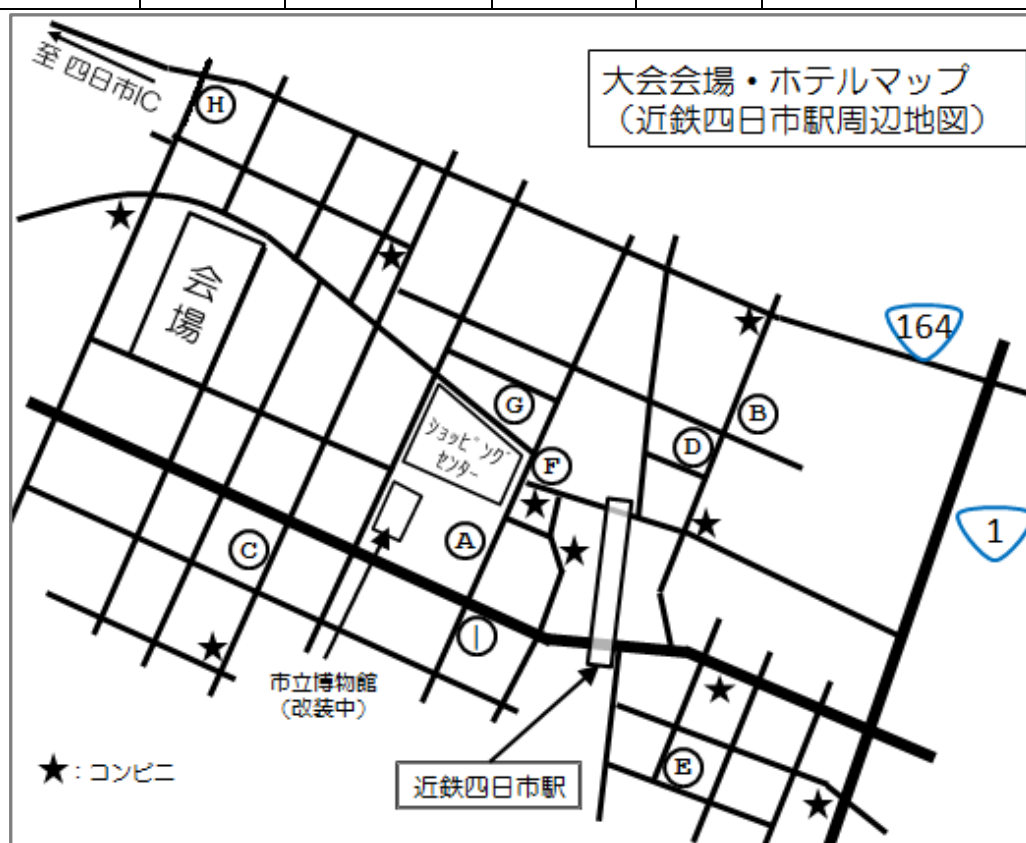 大会会場・ホテルマップ
(近鉄四日市駅周辺地図)
至 四日市IC
H
会
場
164
B
G
D
ショッピング
センター
F
1
A
C
I
市立博物館
(改装中)
E
★:コンビニ
近鉄四日市駅